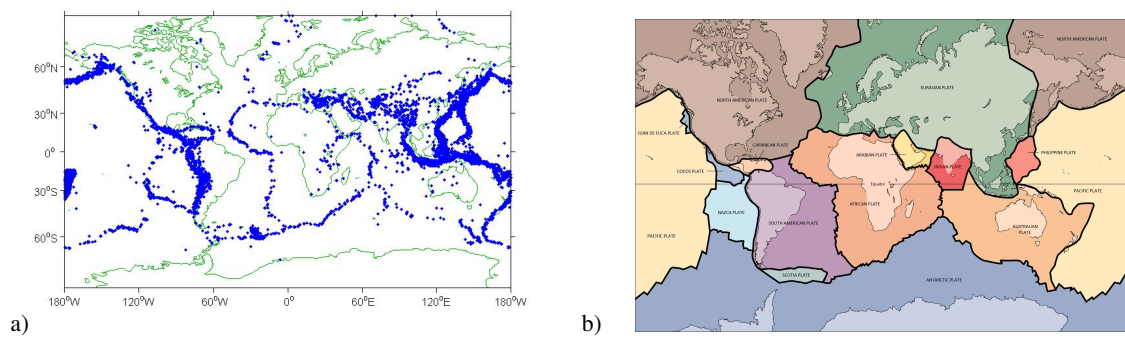 60°N
30°N
0°
30°S
60°S
180°W
120°W
60°W
0°
60°E
120°E
180°W
a)
NORTH AMERICAN PLATE
EURASIAN PLATE
NORTH AMERICAN PLATE
JUAN DE FUCA PLATE
CARIBBEAN PLATE
ARABIAN PLATE
INDIAN PLATE
PHILIPPINE PLATE
COCOS PLATE
Equator
PACIFIC PLATE
NAZCA PLATE
AFRICAN PLATE
SOUTH AMERICAN PLATE
AUSTRALIAN
PLATE
PACIFIC PLATE
SCOTIA PLATE
ANTARCTIC PLATE
b)